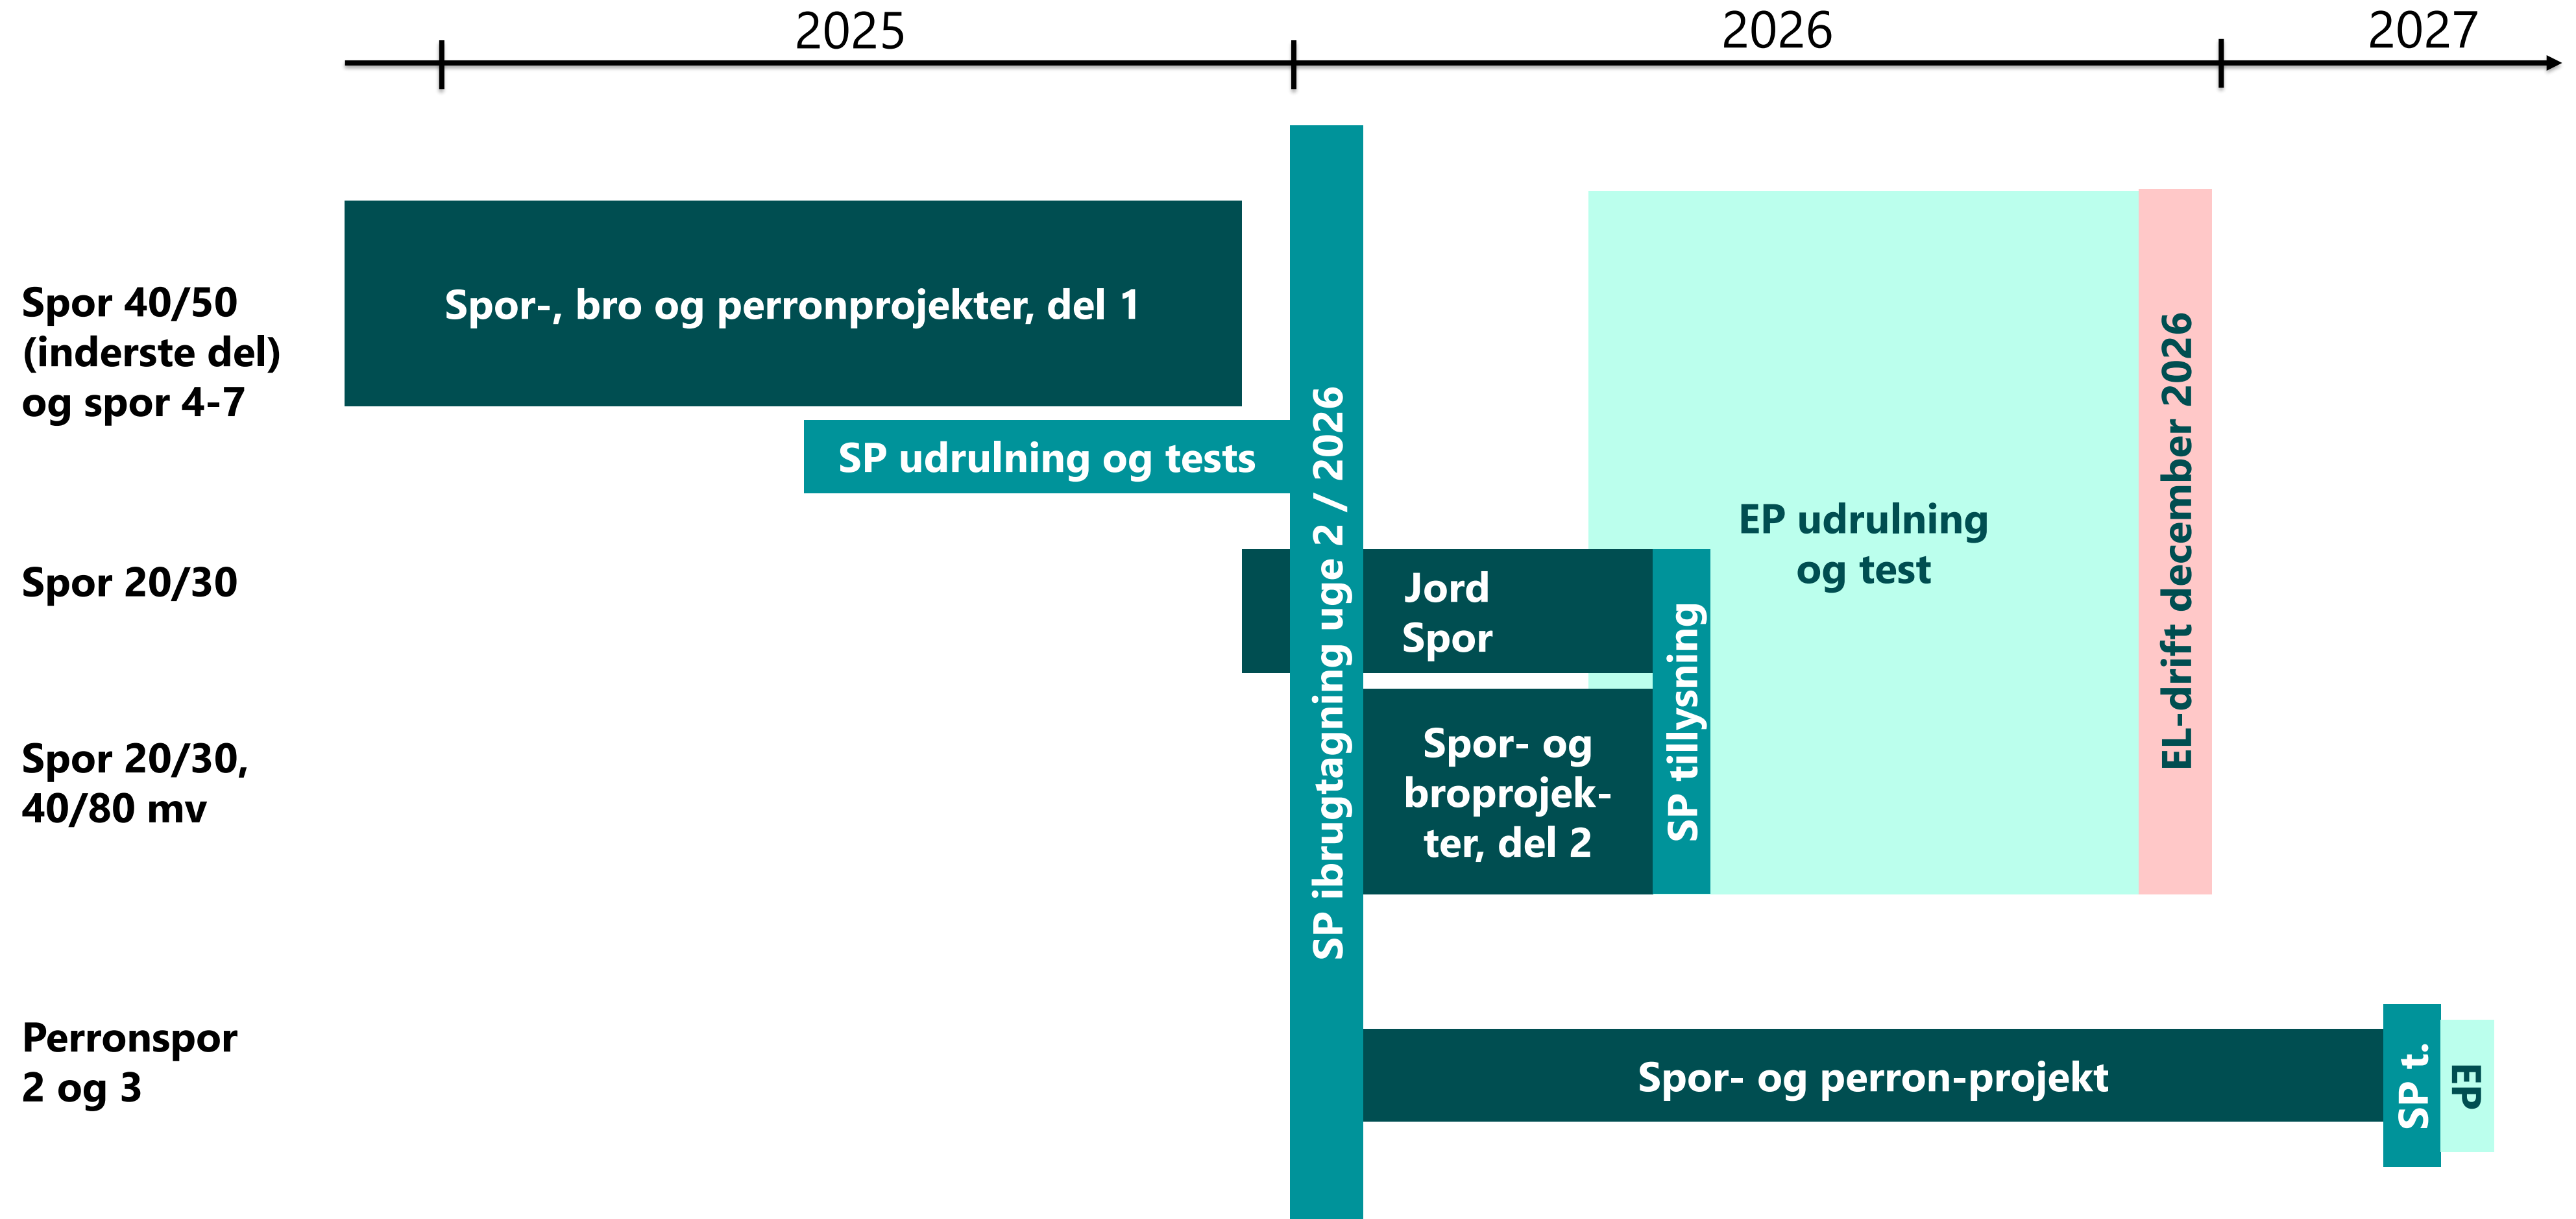 2025
2026
2027
Spor 40/50
(inderste del)
og spor 4-7
Spor-, bro og perronprojekter, del 1
SP udrulning og tests
SP ibrugtagning uge 2 / 2026
EP udrulning
og test
EL-drift december 2026
Spor 20/30
Jord
Spor
SP tillysning
Spor 20/30,
40/80 mv
Spor- og
broprojek-
ter, del 2
Perronspor
2 og 3
Spor- og perron-projekt
SP t.
EP